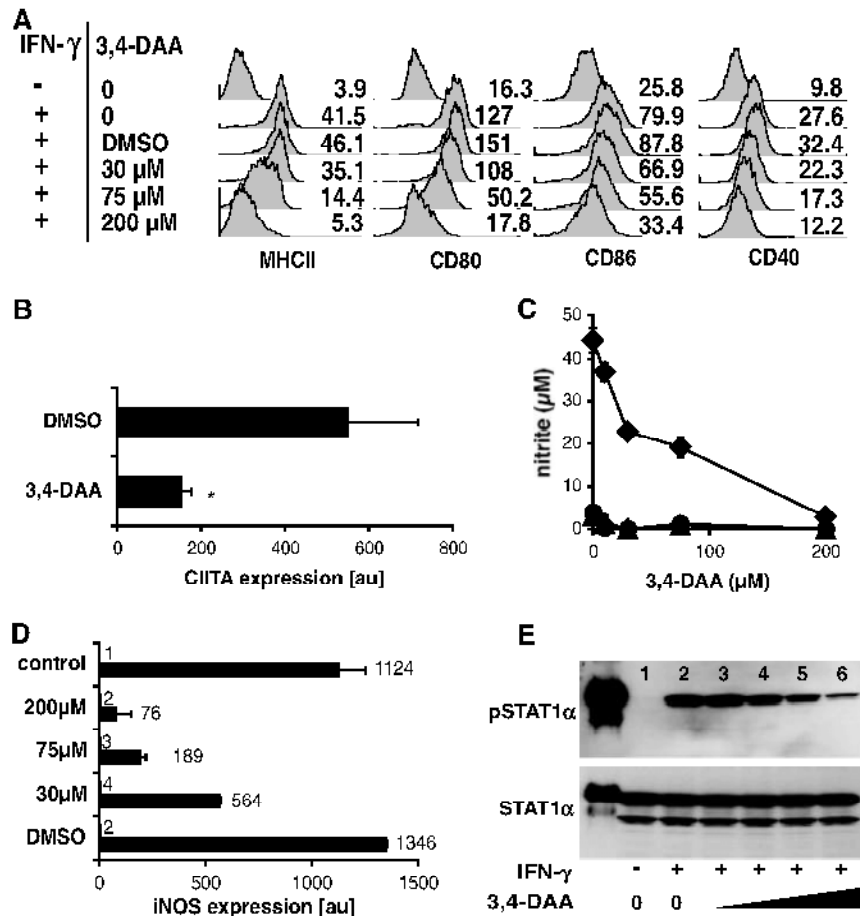 A
IFN-γ 3,4-DAA
- 0 3.9 16.3 25.8 9.8
+ 0 41.5 127 79.9 27.6
+ DMSO 46.1 151 87.8 32.4
+ 30 µM 35.1 108 66.9 22.3
+ 75 µM 14.4 50.2 55.6 17.3
+ 200 µM 5.3 17.8 33.4 12.2
MHCII CD80 CD86 CD40
B
DMSO
3,4-DAA *
0 200 400 600 800
CIITA expression [au]
C
nitrite (µM)
50
40
30
20
10
0
0 100 200
3,4-DAA (µM)
D
control 1 1124
200µM 2 76
75µM 3 189
30µM 4 564
DMSO 2 1346
0 500 1000 1500
iNOS expression [au]
E
1 2 3 4 5 6
pSTAT1α
STAT1α
IFN-γ - + + + + +
3,4-DAA 0 0